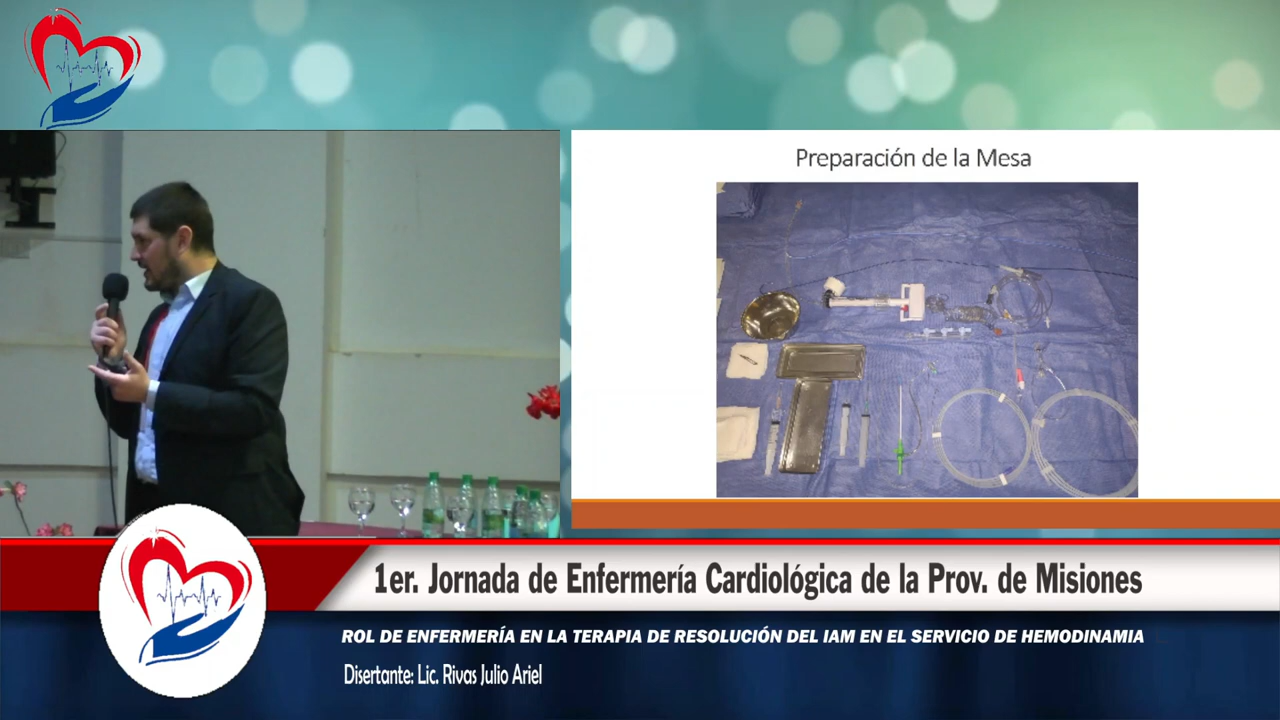 Preparación de la Mesa
1er. Jornada de Enfermería Cardiológica de la Prov. de Misiones
ROL DE ENFERMERÍA EN LA TERAPIA DE RESOLUCIÓN DEL IAM EN EL SERVICIO DE HEMODINAMIA
Disertante: Lic. Rivas Julio Ariel